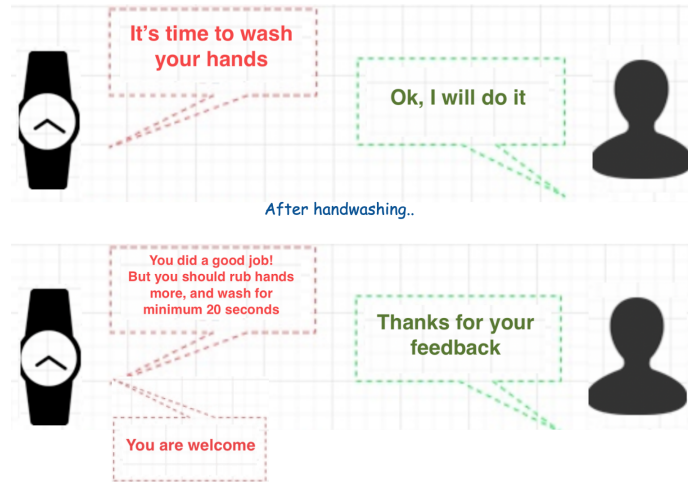 It's time to wash
your hands
Ok, I will do it
After handwashing..
You did a good job!
But you should rub hands
more, and wash for
minimum 20 seconds
Thanks for your
feedback
You are welcome